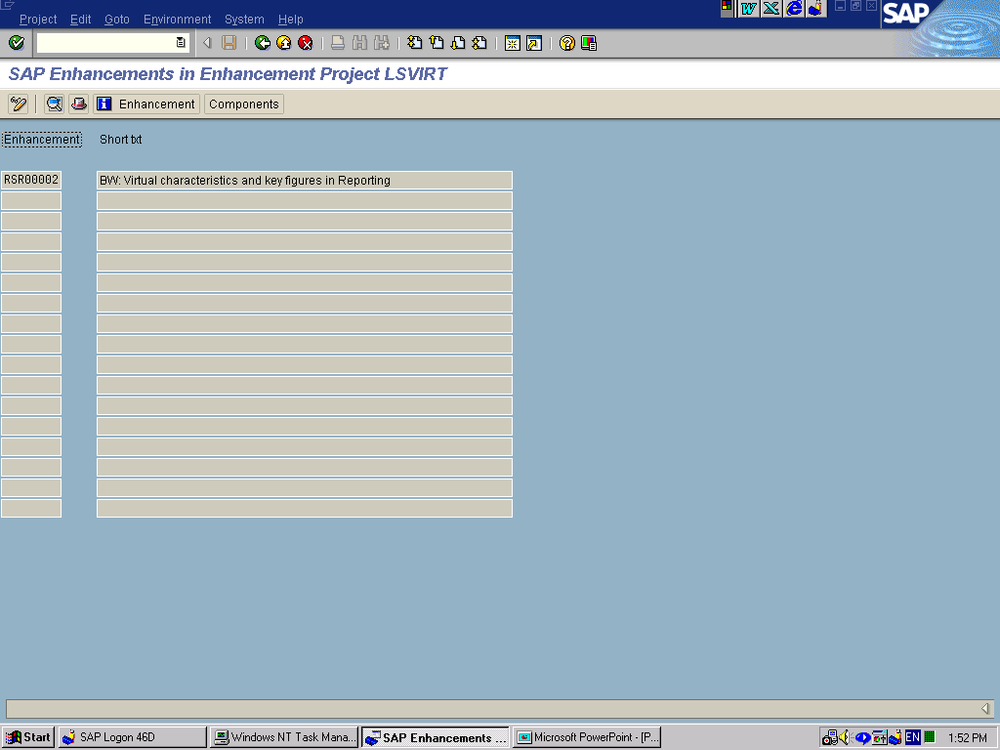 Project Edit Goto Environment System Help
SAP
SAP Enhancements in Enhancement Project LSVIRT
Enhancement Components
Enhancement Short txt
RSR00002 BW: Virtual characteristics and key figures in Reporting
Start SAP Logon 46D Windows NT Task Mana... SAP Enhancements ... Microsoft PowerPoint - [P... EN 1:52 PM